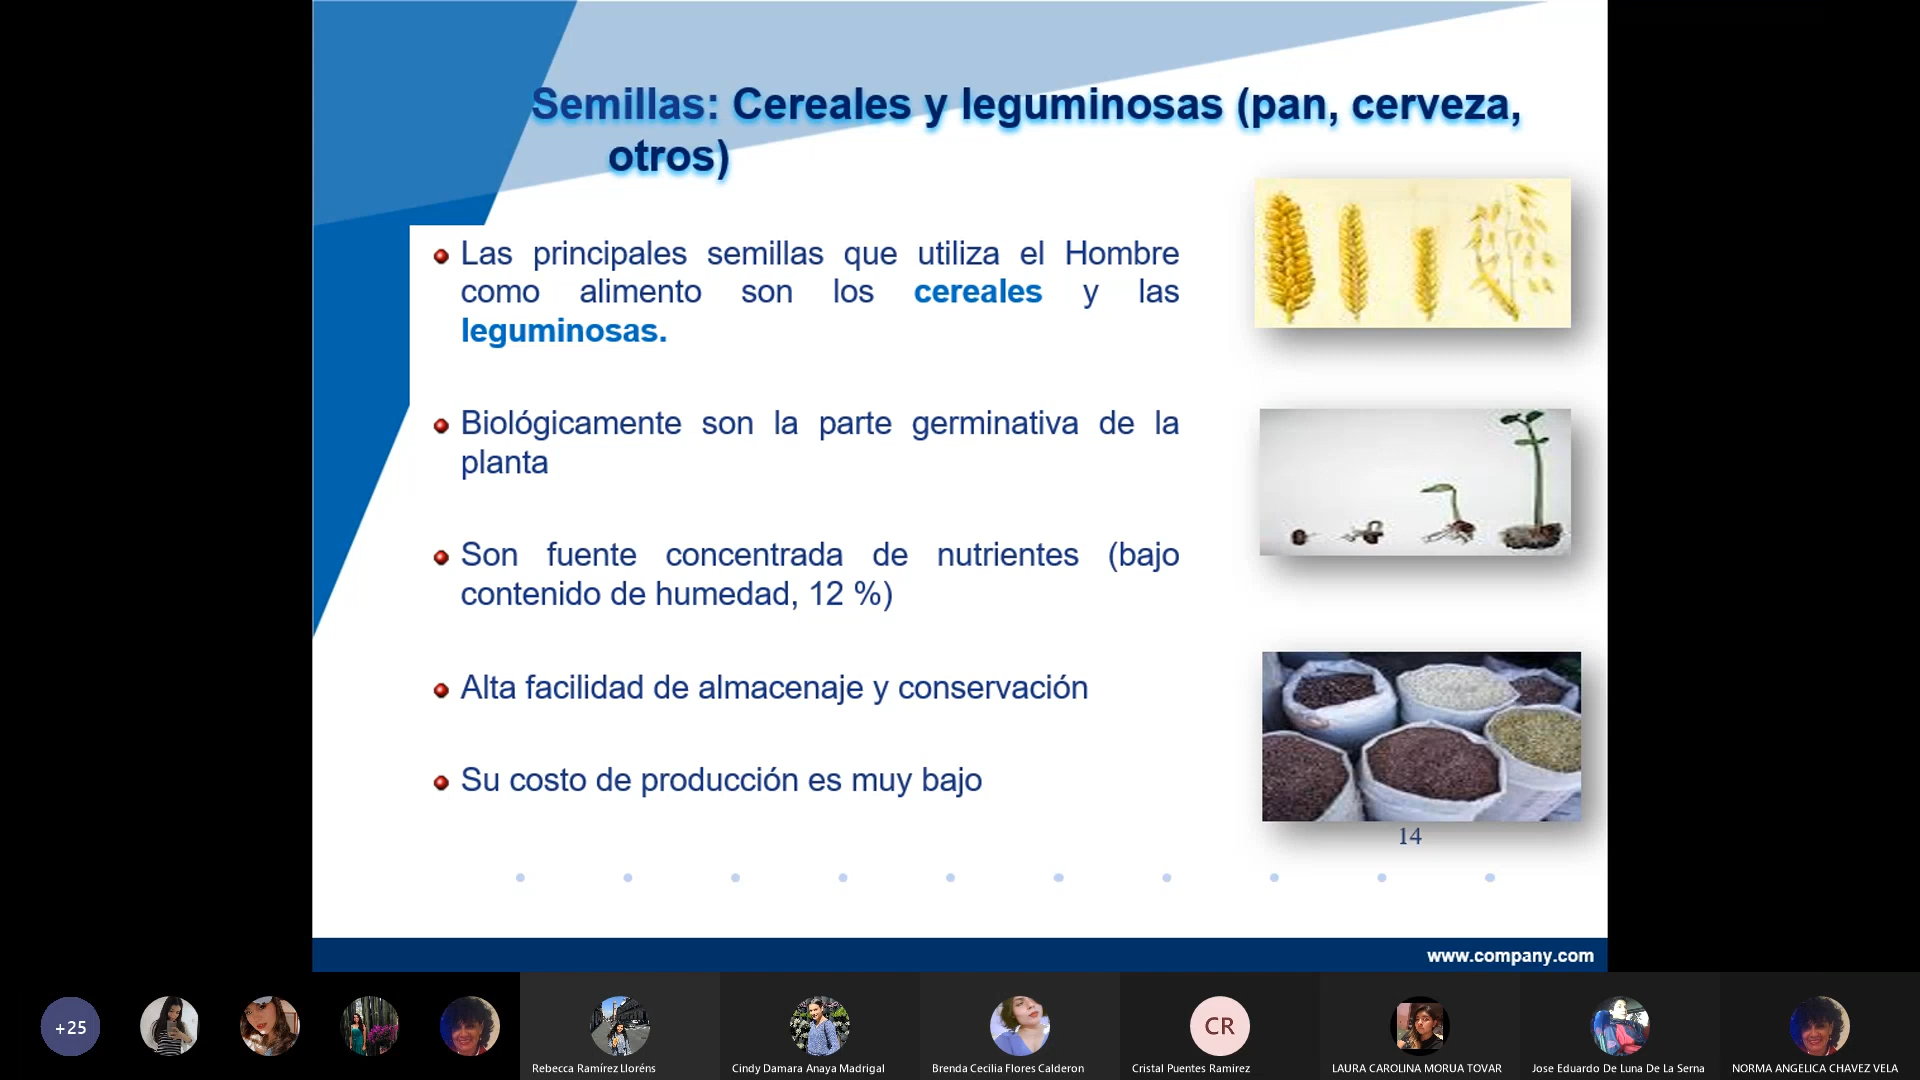 Semillas: Cereales y leguminosas (pan, cerveza,
otros)
Las principales semillas que utiliza el Hombre
como alimento son los cereales y las
leguminosas.
Biológicamente son la parte germinativa de la
planta
Son fuente concentrada de nutrientes (bajo
contenido de humedad, 12 %)
Alta facilidad de almacenaje y conservación
Su costo de producción es muy bajo
14
www.company.com
+25
CR
Rebecca Ramírez Lloréns
Cindy Damara Anaya Madrigal
Brenda Cecilia Flores Calderon
Cristal Puentes Ramirez
LAURA CAROLINA MORUA TOVAR
Jose Eduardo De Luna De La Serna
NORMA ANGELICA CHAVEZ VELA